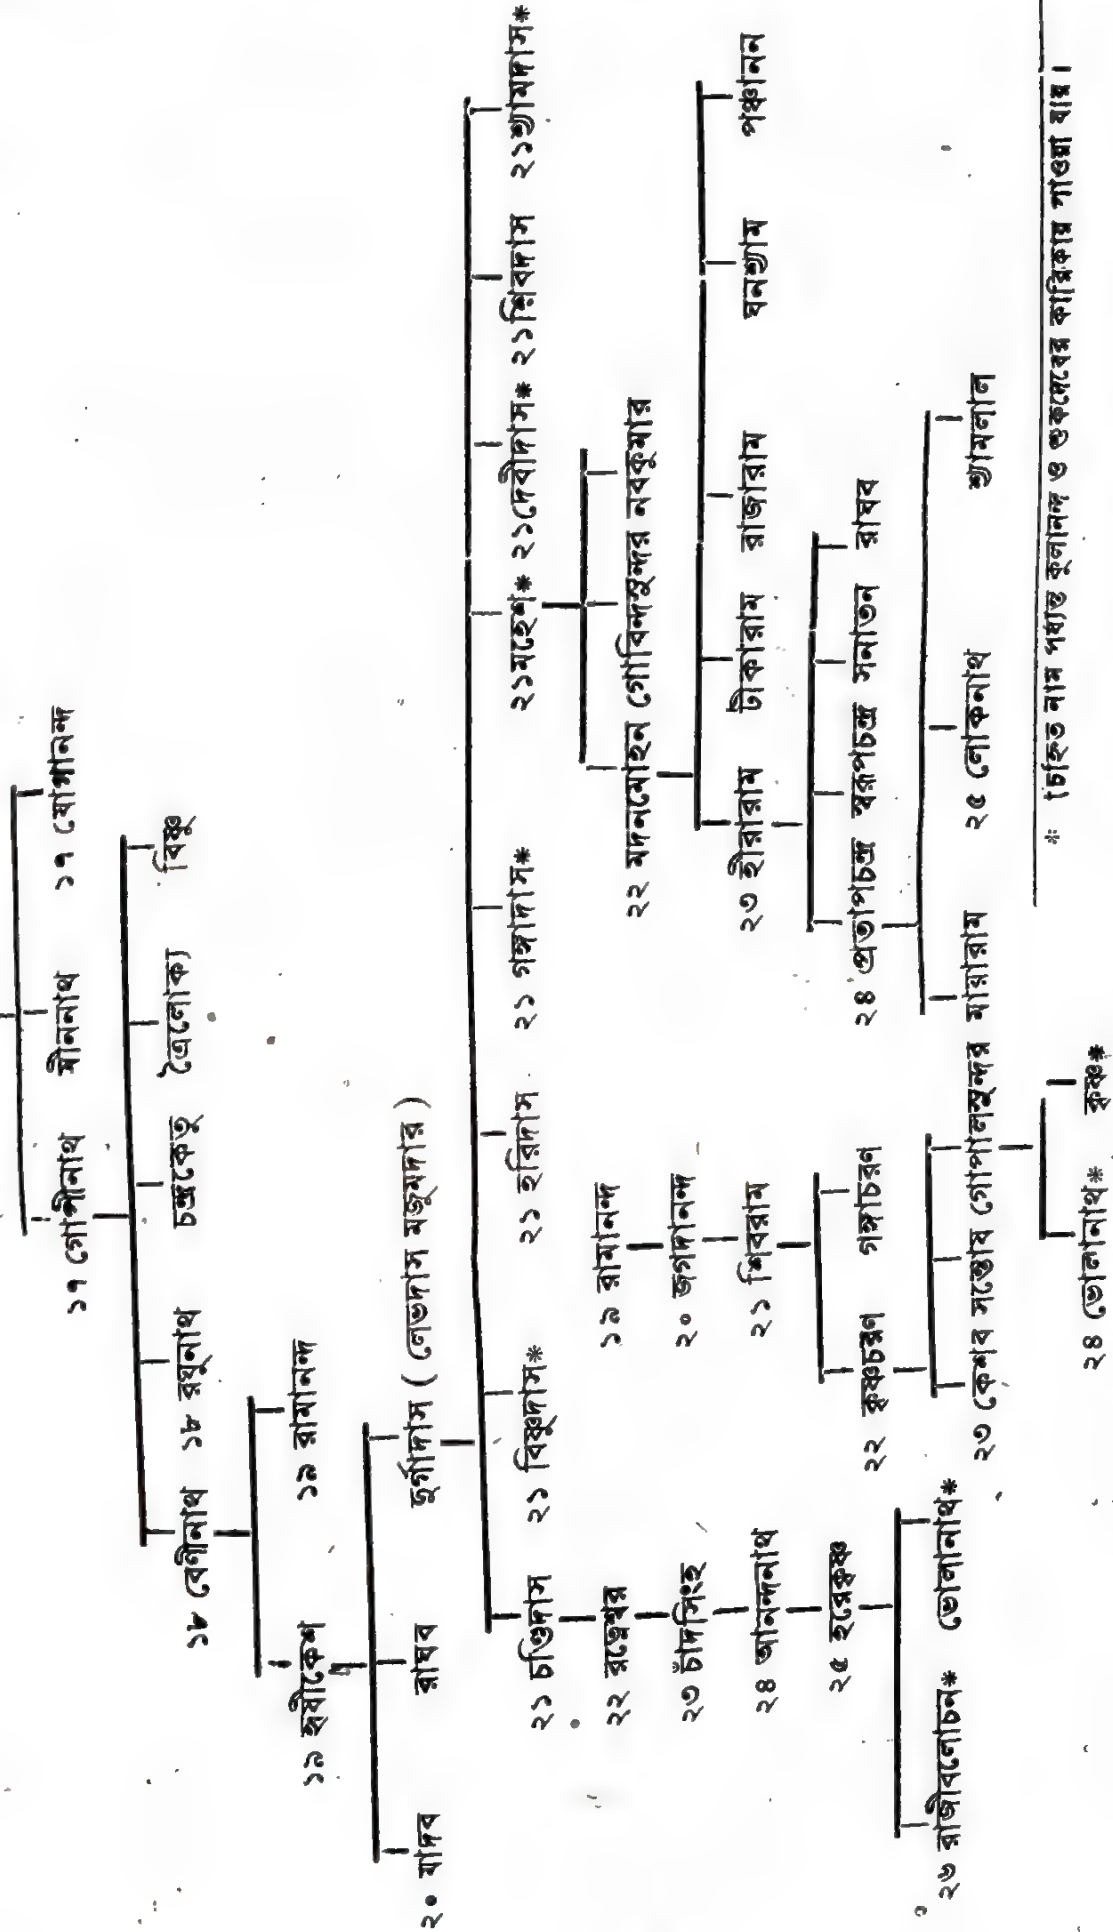 ১৭ গোপীনাথ মীননাথ ১৭ যোগানন্দ
১৮ বেণীনাথ ১৮ রঘুনাথ চন্দ্রকেতু ত্রৈলোক্য বিষ্ণু
১৯ হৃষীকেশ ১৯ রামানন্দ
২০ যাদব রাঘব দুর্গাদাস ( লেভদাস মজুমদার )
২১ চণ্ডিদাস ২১ বিষ্ণুদাস* ২১ হরিদাস ২১ গঙ্গাদাস* ২১মহেশ* ২১দেবীদাস* ২১শিবদাস ২১শ্যামদাস*
২২ রত্নেশ্বর ১৯ রামানন্দ ২২ মদনমোহন গোবিন্দসুন্দর নবকুমার
২৩ চাঁদসিংহ ২০ জগদানন্দ
২৪ আনন্দনাথ ২১ শিবরাম ২৩ হীরারাম টীকারাম রাজারাম ঘনশ্যাম পঞ্চানন
২৫ হরেকৃষ্ণ ২২ কৃষ্ণচরণ গঙ্গাচরণ ২৪ প্রতাপচন্দ্র স্বরূপচন্দ্র সনাতন রাঘব
২৬ রাজীবলোচন* ভোলানাথ* ২৩ কেশব সন্তোষ গোপালসুন্দর মায়ারাম ২৫ লোকনাথ শ্যামলাল
২৪ ভোলানাথ* কৃষ্ণ*
* চিহ্নিত নাম পর্য্যন্ত কুলানন্দ ও শুকদেবের কারিকায় পাওয়া যায়।